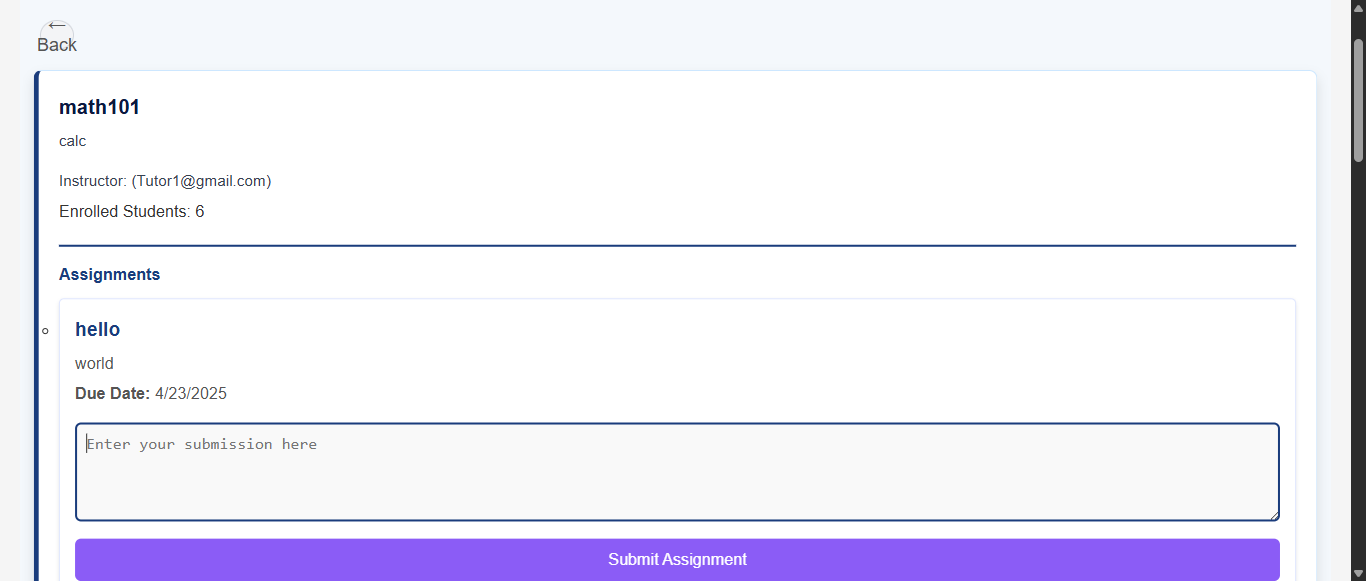 ←
Back
math101
calc
Instructor: (Tutor1@gmail.com)
Enrolled Students: 6
Assignments
hello
world
Due Date: 4/23/2025
Enter your submission here
Submit Assignment